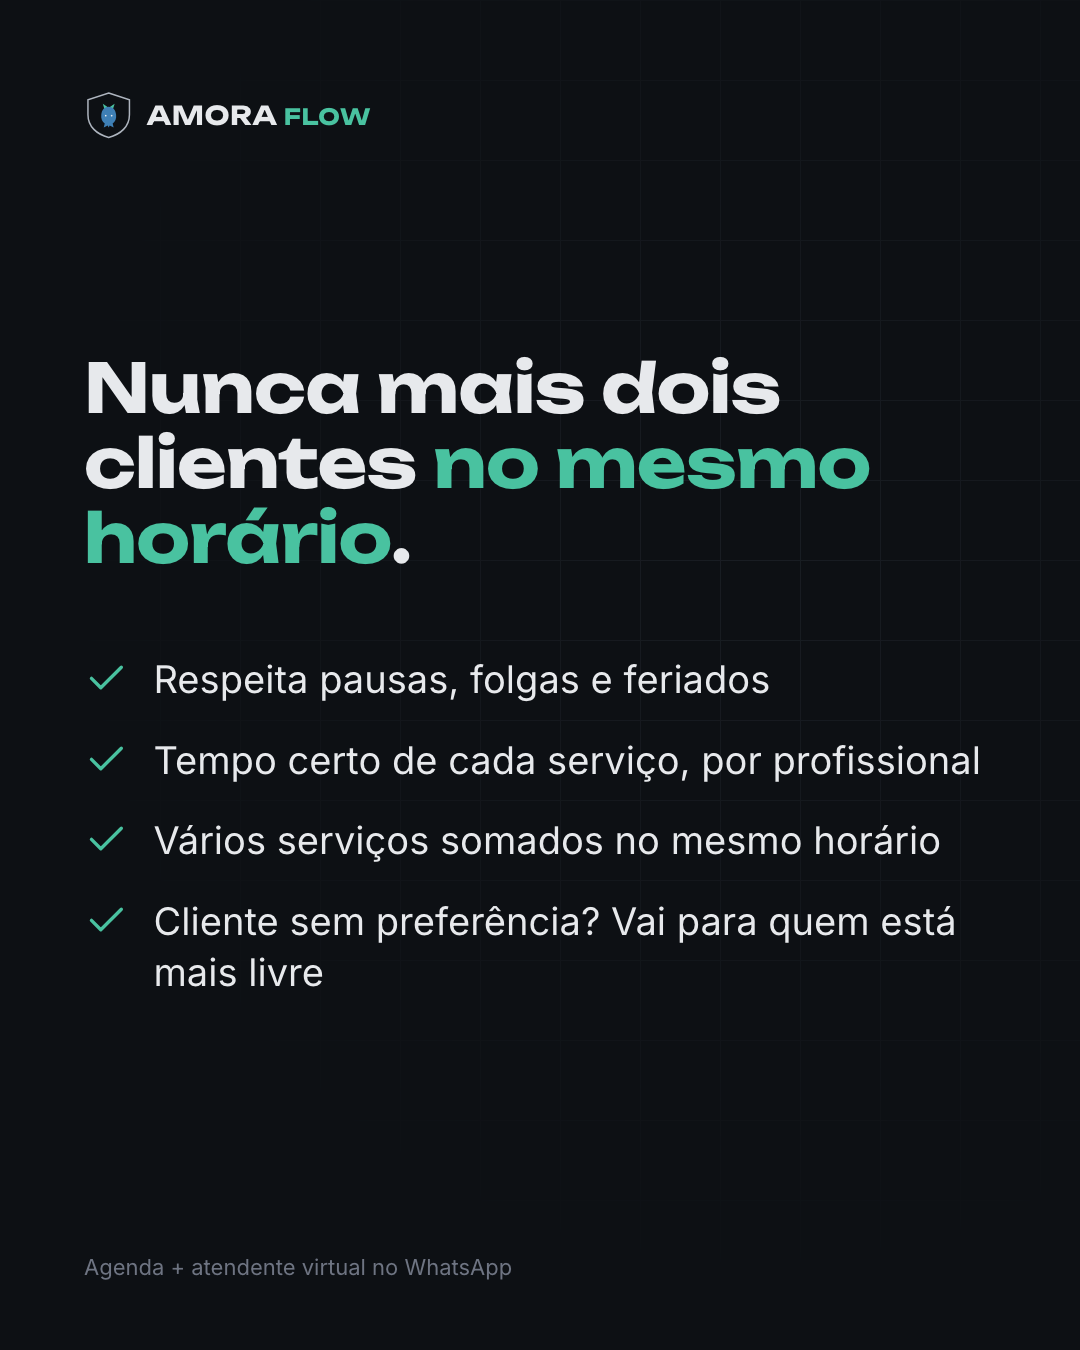 AMORA FLOW
Nunca mais dois
clientes no mesmo
horário.
Respeita pausas, folgas e feriados
Tempo certo de cada serviço, por profissional
Vários serviços somados no mesmo horário
Cliente sem preferência? Vai para quem está
mais livre
Agenda + atendente virtual no WhatsApp